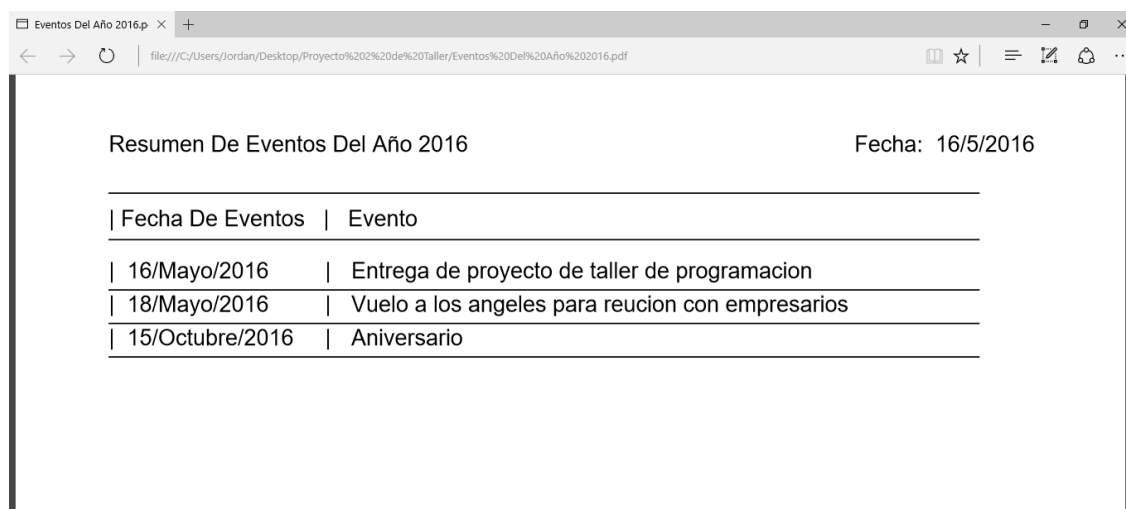 Eventos Del Año 2016.p
file:///C:/Users/Jordan/Desktop/Proyecto%202%20de%20Taller/Eventos%20Del%20Año%202016.pdf
Resumen De Eventos Del Año 2016 Fecha: 16/5/2016
| Fecha De Eventos | Evento
| 16/Mayo/2016 | Entrega de proyecto de taller de programacion
| 18/Mayo/2016 | Vuelo a los angeles para reucion con empresarios
| 15/Octubre/2016 | Aniversario